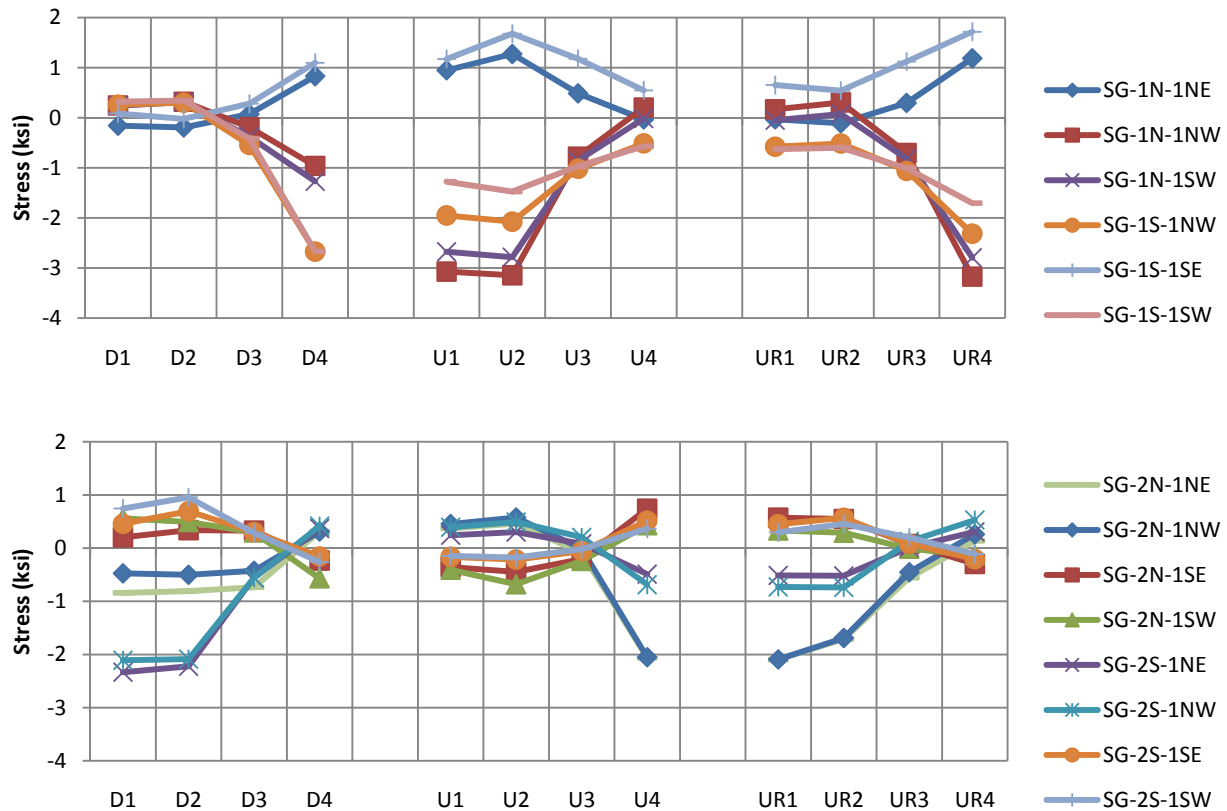 2
1
0
-1
-2
-3
-4
Stress (ksi)
D1 D2 D3 D4 U1 U2 U3 U4 UR1 UR2 UR3 UR4
SG-1N-1NE
SG-1N-1NW
SG-1N-1SW
SG-1S-1NW
SG-1S-1SE
SG-1S-1SW
2
1
0
-1
-2
-3
-4
Stress (ksi)
D1 D2 D3 D4 U1 U2 U3 U4 UR1 UR2 UR3 UR4
SG-2N-1NE
SG-2N-1NW
SG-2N-1SE
SG-2N-1SW
SG-2S-1NE
SG-2S-1NW
SG-2S-1SE
SG-2S-1SW